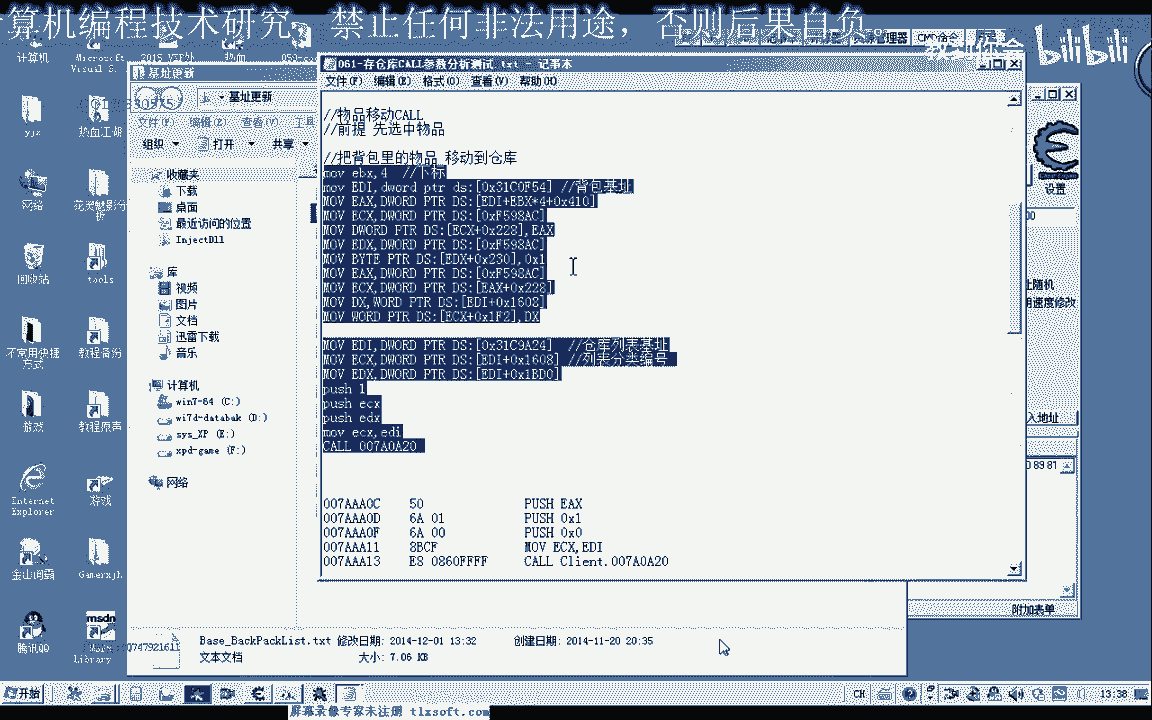 算机编程技术研究，禁止任何非法用途，否则后果自负。
bilibili
计算机
Microsoft
Visual S...
2015
基址更新
基址更新
yjx
热血江湖
文件(F) 编辑(E) 查看(V) 工具
组织 打开 共享
收藏夹
下载
桌面
最近访问的位置
InjectDll
库
视频
图片
文档
迅雷下载
音乐
计算机
win7-64 (C:)
wi7d-databak (D:)
sys_XP (E:)
xpd-game (F:)
网络
网络
回收站
tools
不常用快捷
方式
教程备份
游戏
教程原声
Internet
Explorer
游戏
金山词霸
Gamerxjh
腾讯QQ
msdn
Library
061-存仓库CALL参数分析测试.txt - 记事本
文件(F) 编辑(E) 格式(O) 查看(V) 帮助(H)
//物品移动CALL
//前提 先选中物品
//把背包里的物品 移动到仓库
mov ebx,4 //下标
mov EDI,dword ptr ds:[0x31C0F54] //背包基址
MOV EAX,DWORD PTR DS:[EDI+EBX*4+0x410]
MOV ECX,DWORD PTR DS:[0xF598AC]
MOV DWORD PTR DS:[ECX+0x228],EAX
MOV EDX,DWORD PTR DS:[0xF598AC]
MOV BYTE PTR DS:[EDX+0x230],0x1
MOV EAX,DWORD PTR DS:[0xF598AC]
MOV ECX,DWORD PTR DS:[EAX+0x228]
MOV DX,WORD PTR DS:[EDI+0x1608]
MOV WORD PTR DS:[ECX+0x1F2],DX
MOV EDI,DWORD PTR DS:[0x31C9A24] //仓库列表基址
MOV ECX,DWORD PTR DS:[EDI+0x1608] //列表分类编号
MOV EDX,DWORD PTR DS:[EDI+0x1BD0]
push 1
push ecx
push edx
mov ecx,edi
CALL 007A0A20
007AAA0C 50 PUSH EAX
007AAA0D 6A 01 PUSH 0x1
007AAA0F 6A 00 PUSH 0x0
007AAA11 8BCF MOV ECX,EDI
007AAA13 E8 0860FFFF CALL Client.007A0A20
设置
附加表单
Base_BackPackList.txt 修改日期: 2014-12-01 13:32 创建日期: 2014-11-20 20:35
文本文档 大小: 7.06 KB
开始
CH
13:38
屏幕录像专家未注册 tlxsoft.com